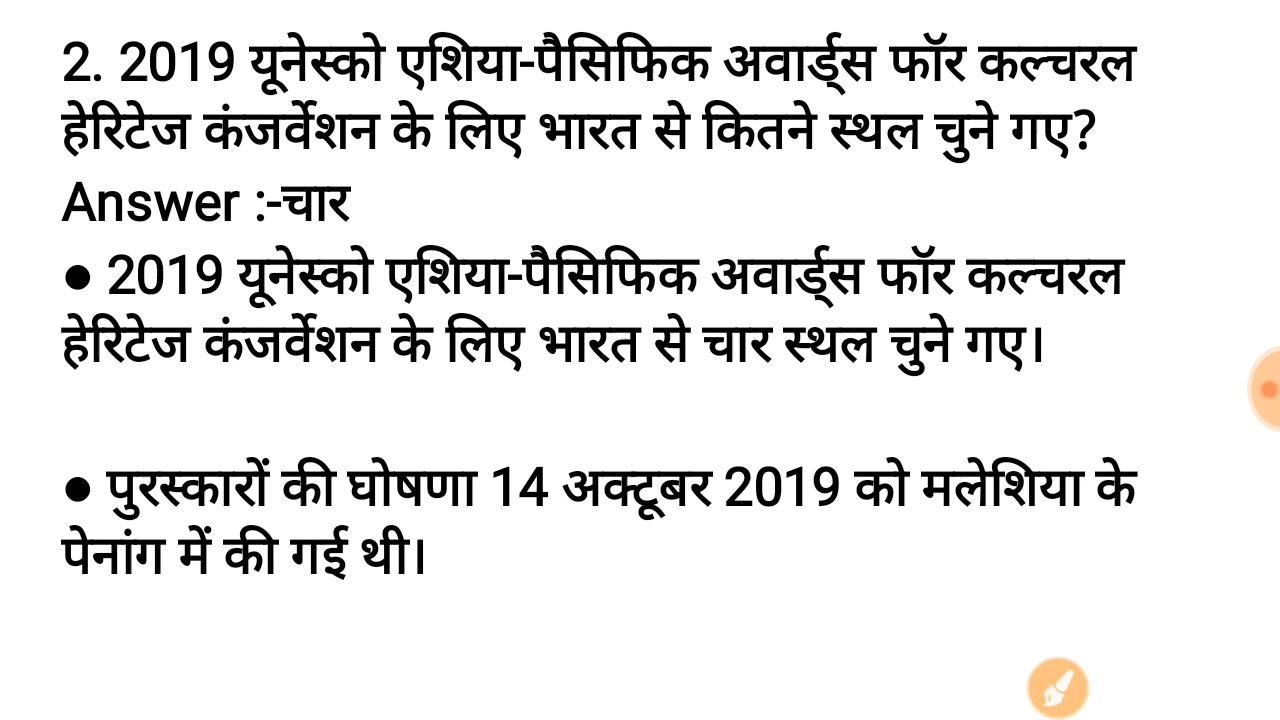 2. 2019 यूनेस्को एशिया-पैसिफिक अवार्ड्स फॉर कल्चरल
हेरिटेज कंजर्वेशन के लिए भारत से कितने स्थल चुने गए?
Answer :-चार
● 2019 यूनेस्को एशिया-पैसिफिक अवार्ड्स फॉर कल्चरल
हेरिटेज कंजर्वेशन के लिए भारत से चार स्थल चुने गए।
● पुरस्कारों की घोषणा 14 अक्टूबर 2019 को मलेशिया के
पेनांग में की गई थी।